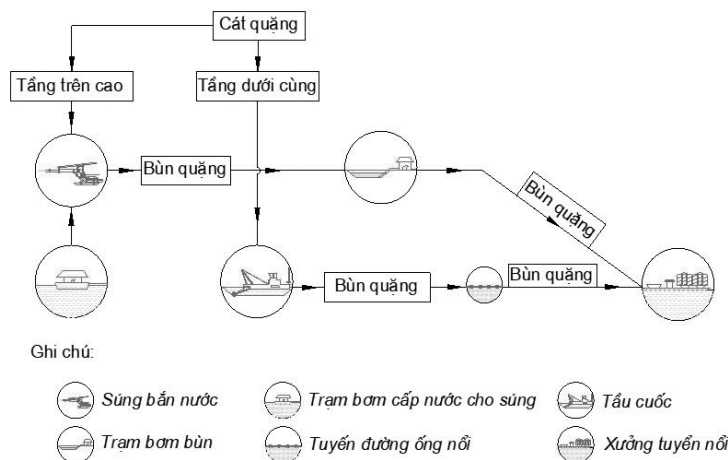 Cát quặng
Tầng trên cao
Tầng dưới cùng
Bùn quặng
Bùn quặng
Bùn quặng
Bùn quặng
Ghi chú:
Súng bắn nước
Trạm bơm cấp nước cho súng
Tầu cuốc
Trạm bơm bùn
Tuyến đường ống nổi
Xưởng tuyển nổi